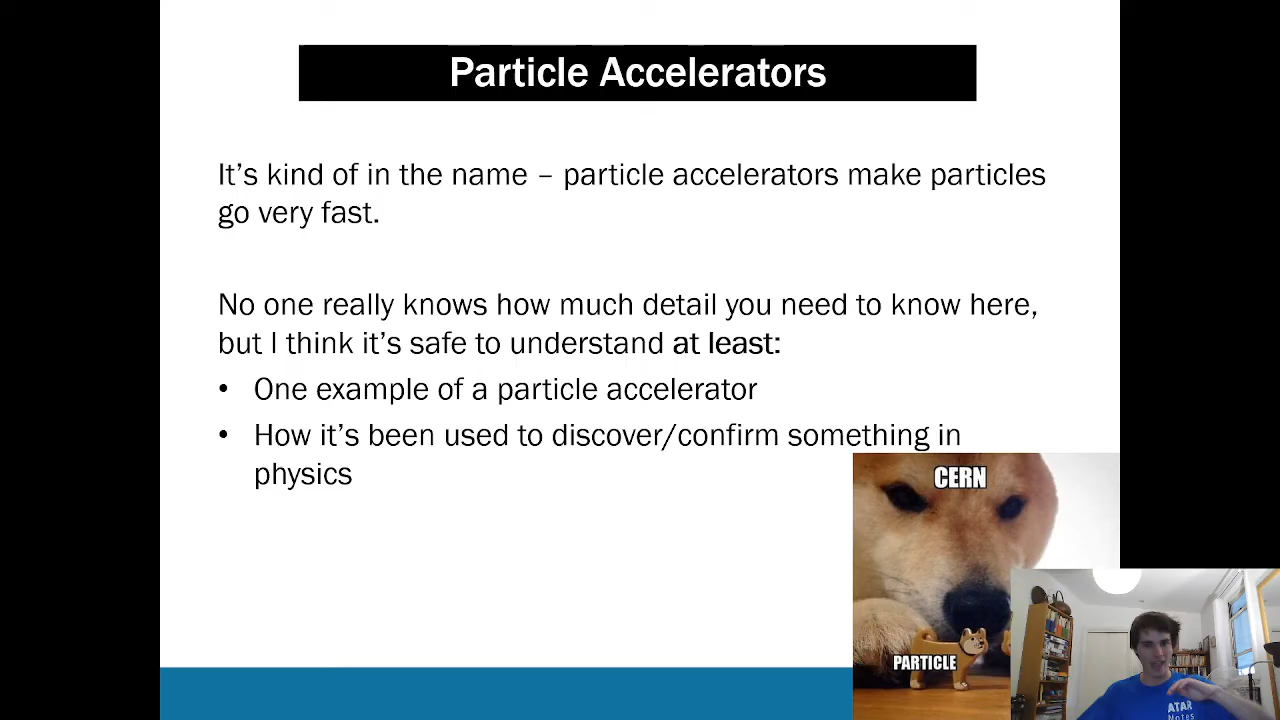 Particle Accelerators
It’s kind of in the name – particle accelerators make particles
go very fast.
No one really knows how much detail you need to know here,
but I think it’s safe to understand at least:
• One example of a particle accelerator
• How it’s been used to discover/confirm something in
physics
CERN
PARTICLE
ATAR
Notes